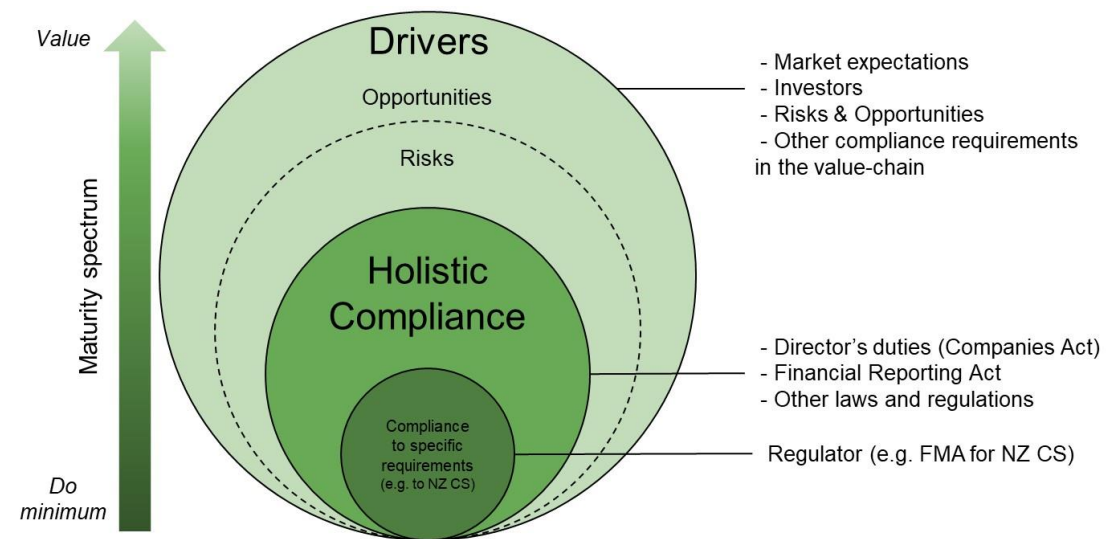 Value
Maturity spectrum
Do
minimum
Drivers
Opportunities
Risks
Holistic
Compliance
Compliance
to specific
requirements
(e.g. to NZ CS)
- Market expectations
- Investors
- Risks & Opportunities
- Other compliance requirements
in the value-chain
- Director’s duties (Companies Act)
- Financial Reporting Act
- Other laws and regulations
Regulator (e.g. FMA for NZ CS)